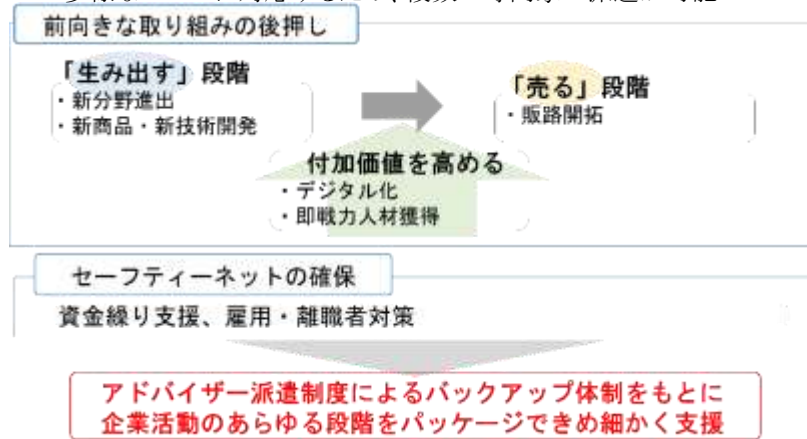 前向きな取り組みの後押し
「生み出す」段階
・新分野進出
・新商品・新技術開発
「売る」段階
・販路開拓
付加価値を高める
・デジタル化
・即戦力人材獲得
セーフティーネットの確保
資金繰り支援、雇用・離職者対策
アドバイザー派遣制度によるバックアップ体制をもとに
企業活動のあらゆる段階をパッケージできめ細かく支援